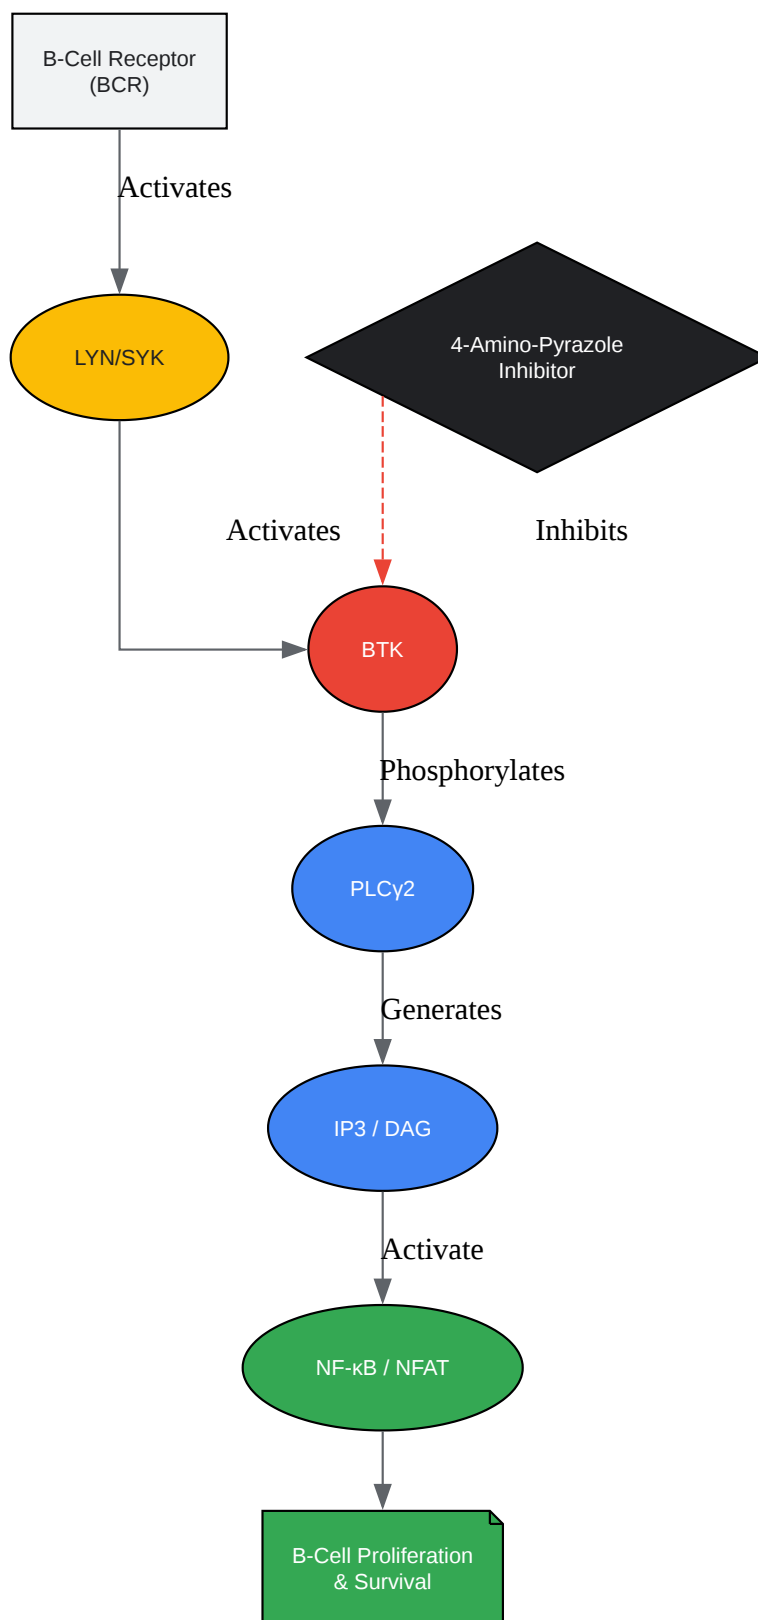 B-Cell Receptor
(BCR)
Activates
LYN/SYK
4-Amino-Pyrazole
Inhibitor
Activates
Inhibits
BTK
Phosphorylates
PLCγ2
Generates
IP3 / DAG
Activate
NF-κB / NFAT
B-Cell Proliferation
& Survival